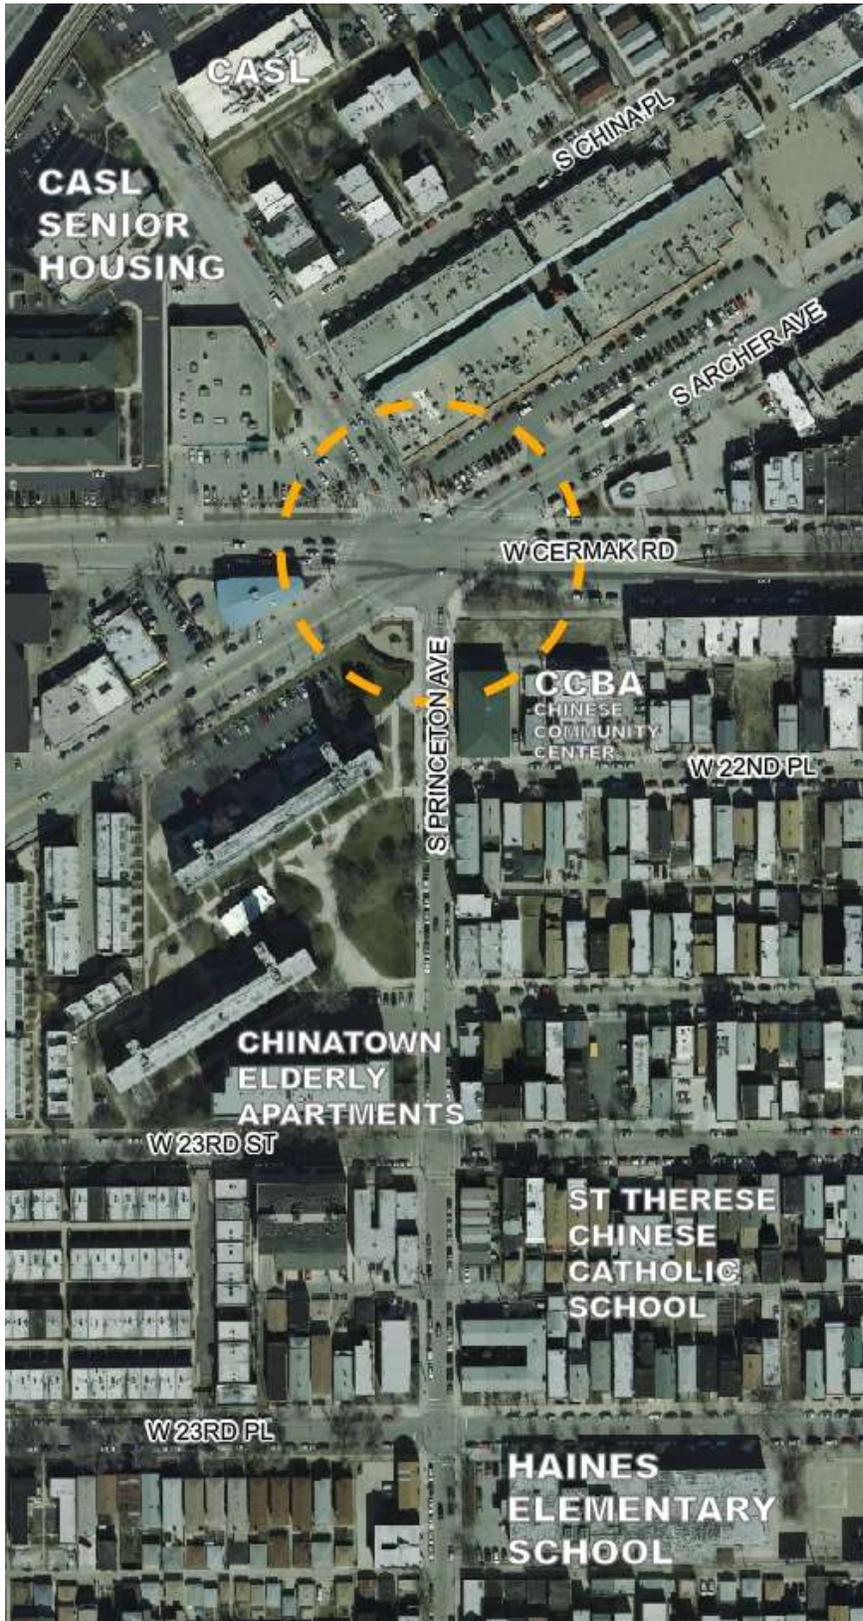 CASL
S CHINA PL
CASL
SENIOR
HOUSING
S ARCHER AVE
W CERMAK RD
S PRINCETON AVE
CCBA
CHINESE
COMMUNITY
CENTER
W 22ND PL
CHINATOWN
ELDERLY
APARTMENTS
W 23RD ST
ST THERESE
CHINESE
CATHOLIC
SCHOOL
W 23RD PL
HAINES
ELEMENTARY
SCHOOL